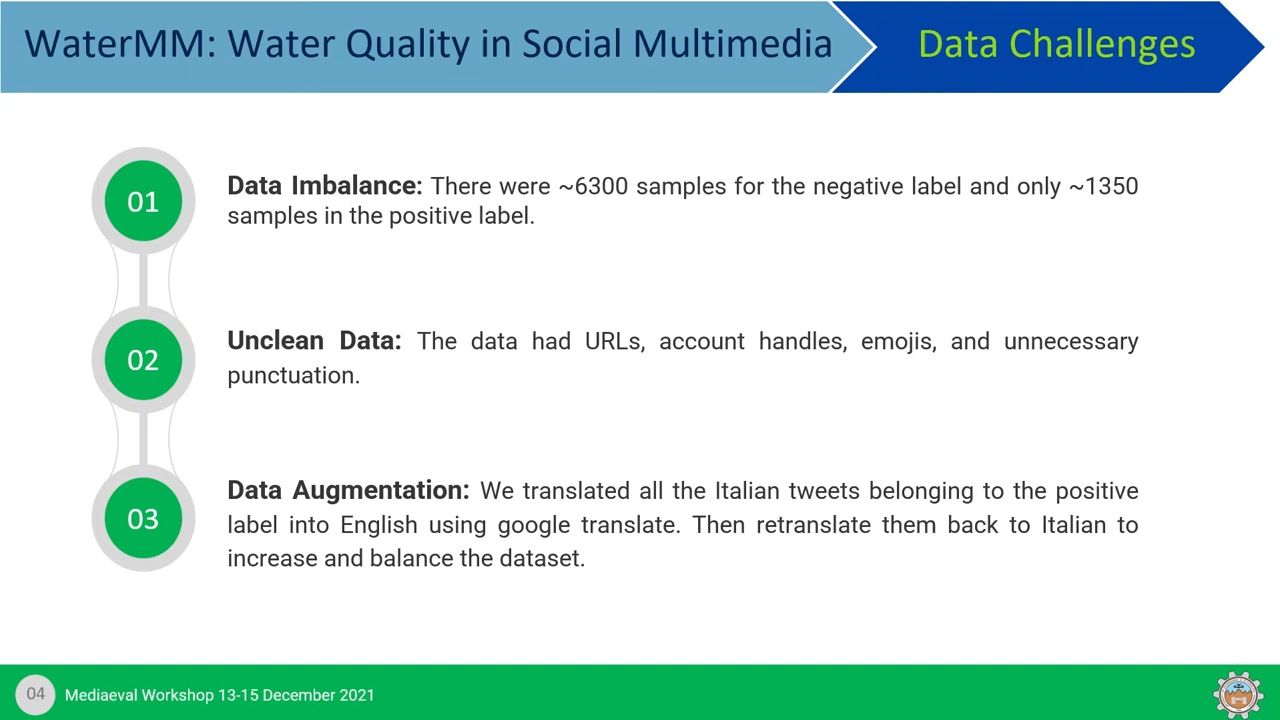 WaterMM: Water Quality in Social Multimedia
Data Challenges
01
Data Imbalance: There were ~6300 samples for the negative label and only ~1350
samples in the positive label.
02
Unclean Data: The data had URLs, account handles, emojis, and unnecessary
punctuation.
03
Data Augmentation: We translated all the Italian tweets belonging to the positive
label into English using google translate. Then retranslate them back to Italian to
increase and balance the dataset.
04
Mediaeval Workshop 13-15 December 2021